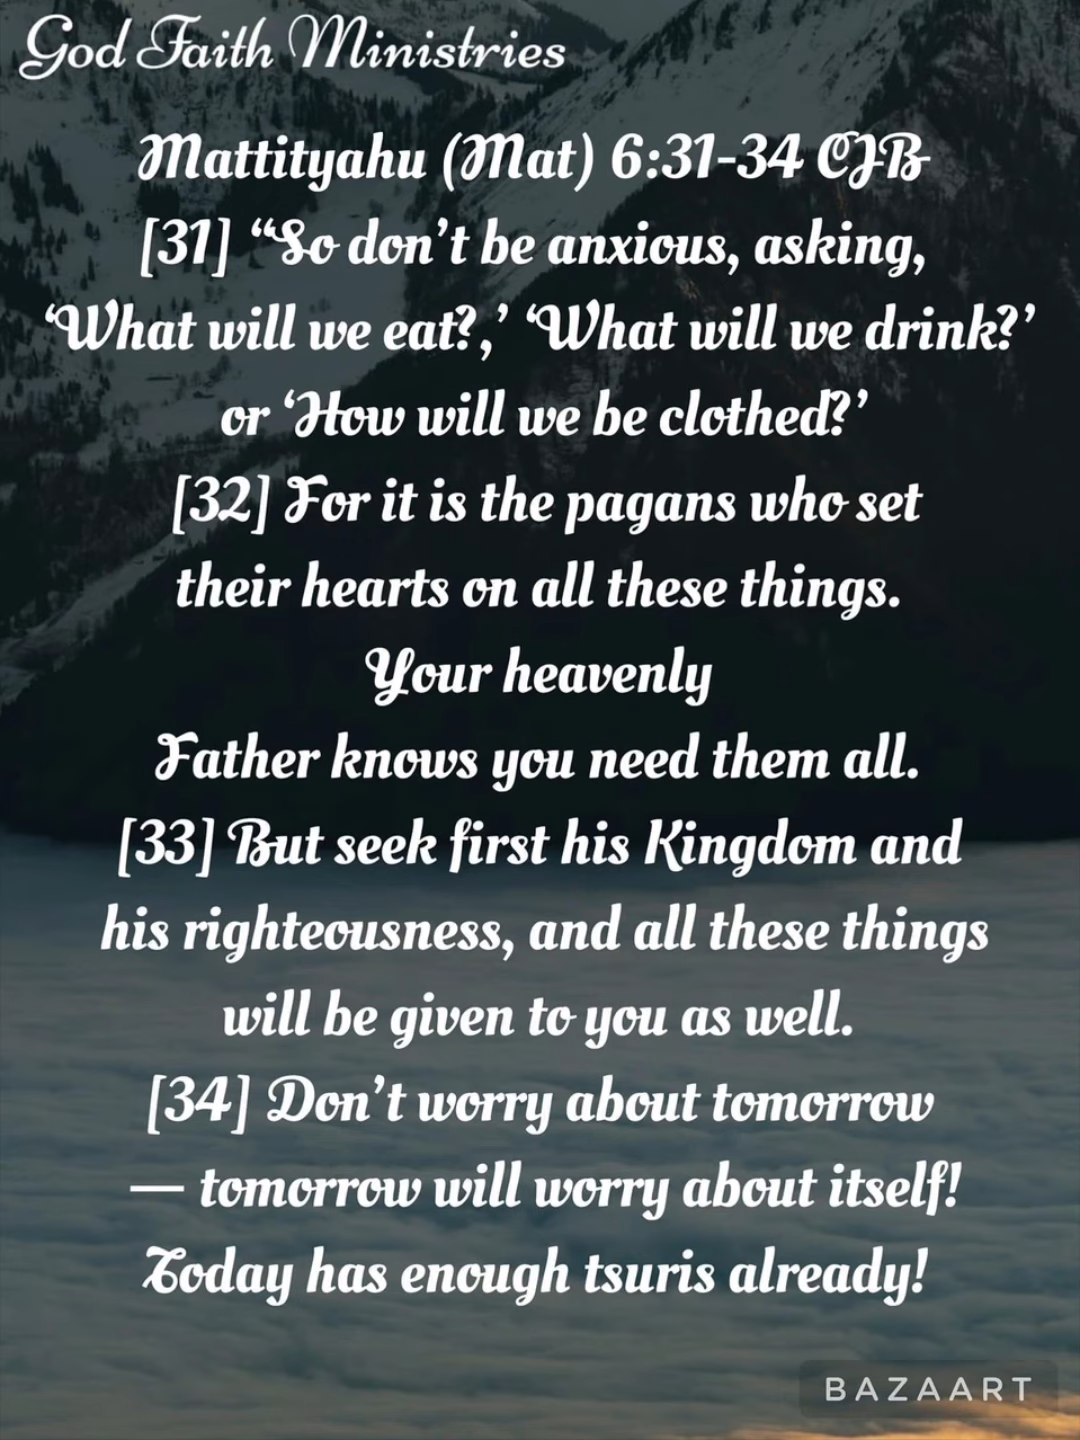 God Faith Ministries
Mattityahu (Mat) 6:31-34 CJB
[31] “So don’t be anxious, asking,
‘What will we eat?,’ ‘What will we drink?’
or ‘How will we be clothed?’
[32] For it is the pagans who set
their hearts on all these things.
Your heavenly
Father knows you need them all.
[33] But seek first his Kingdom and
his righteousness, and all these things
will be given to you as well.
[34] Don’t worry about tomorrow
— tomorrow will worry about itself!
Today has enough tsuris already!
BAZAART